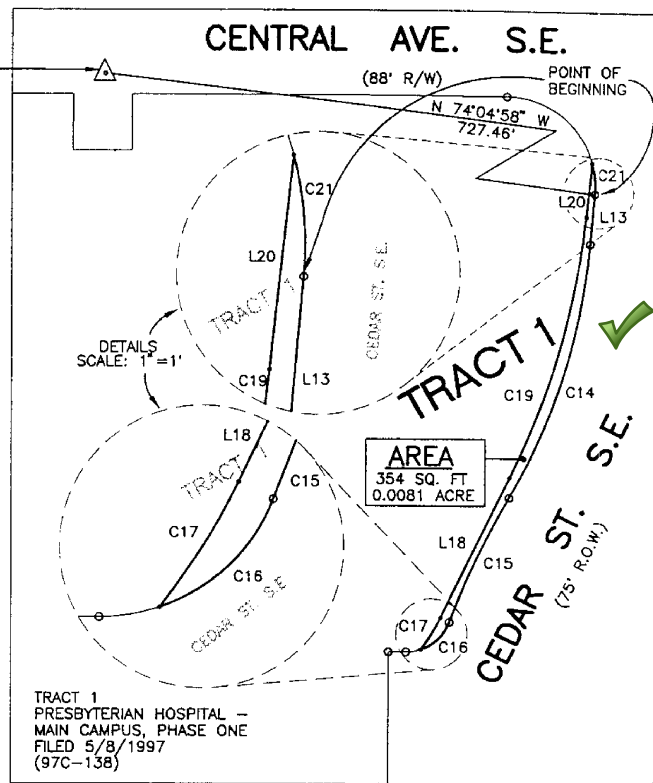 CENTRAL AVE. S.E.
(88' R/W)
POINT OF
BEGINNING
N 74°04'58" W
727.46'
C21
L20
L13
C21
L20
L13
TRACT 1
CEDAR ST. S.E.
DETAILS
SCALE: 1"=1'
C19
TRACT 1
C19
C14
L18
TRACT
C15
AREA
354 SQ. FT
0.0081 ACRE
C17
C16
CEDAR ST. S.E
L18
C15
CEDAR ST. S.E.
(75' R.O.W.)
C17
C16
TRACT 1
PRESBYTERIAN HOSPITAL –
MAIN CAMPUS, PHASE ONE
FILED 5/8/1997
(97C–138)